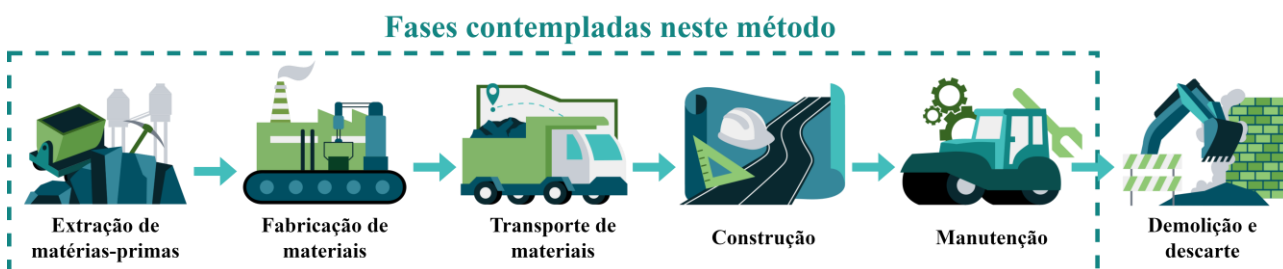 Fases contempladas neste método
Extração de
matérias-primas
Fabricação de
materiais
Transporte de
materiais
Construção
Manutenção
Demolição e
descarte